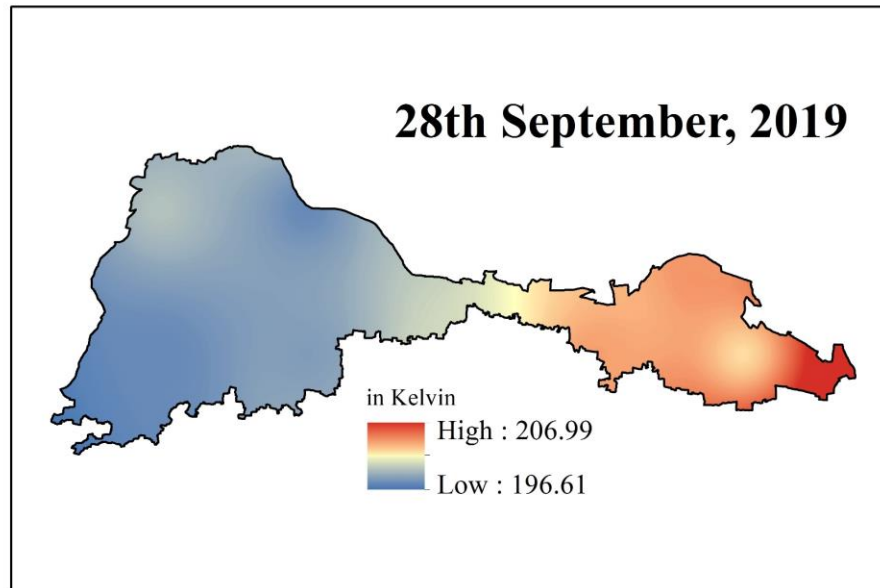 28th September, 2019
in Kelvin
High : 206.99
Low : 196.61